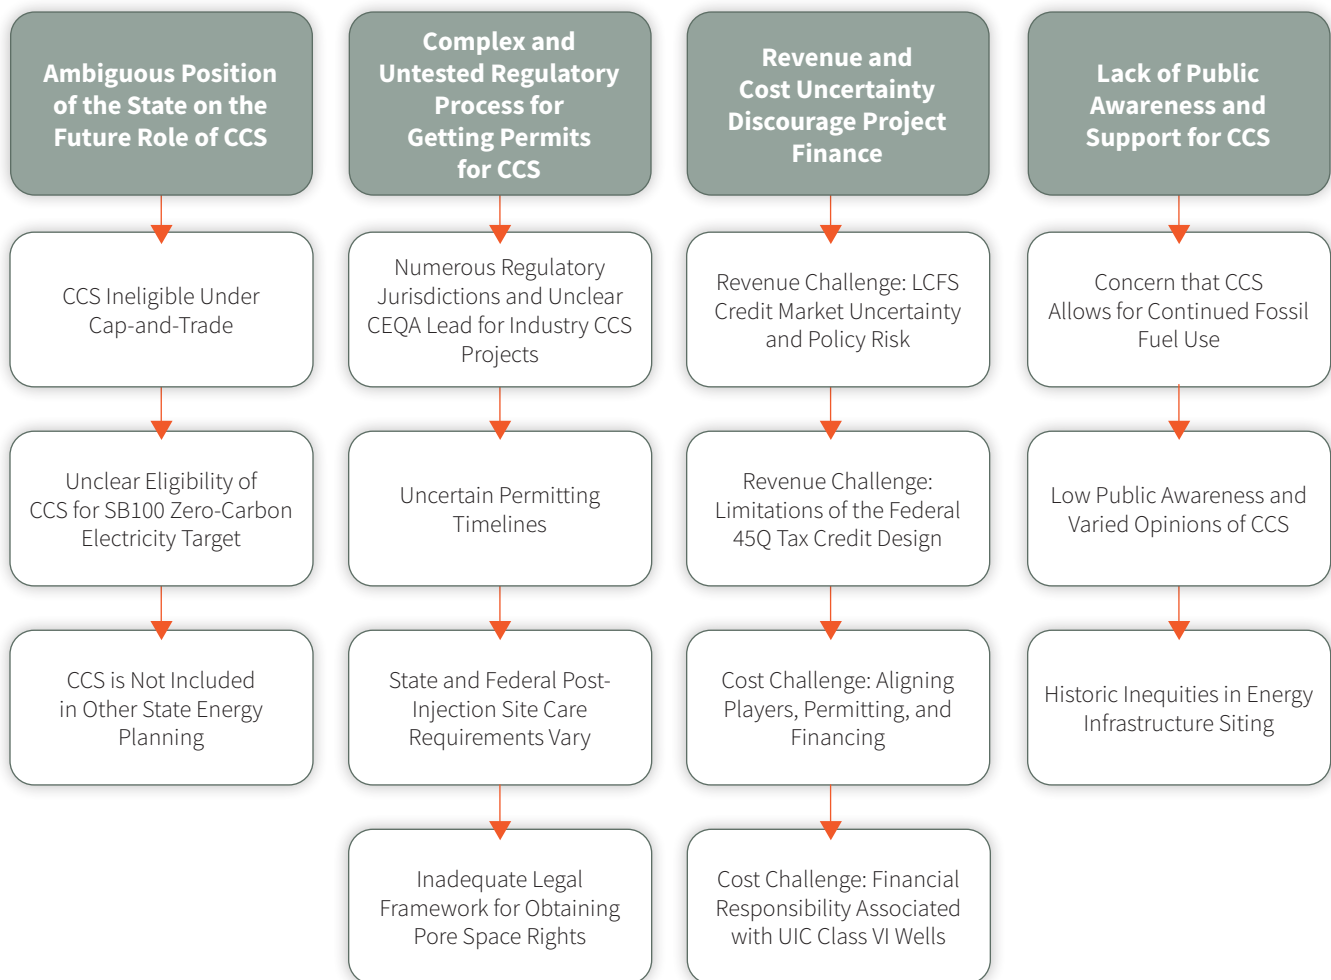 Ambiguous Position
of the State on the
Future Role of CCS
CCS Ineligible Under
Cap-and-Trade
Unclear Eligibility of
CCS for SB100 Zero-Carbon
Electricity Target
CCS is Not Included
in Other State Energy
Planning
Complex and
Untested Regulatory
Process for
Getting Permits
for CCS
Numerous Regulatory
Jurisdictions and Unclear
CEQA Lead for Industry CCS
Projects
Uncertain Permitting
Timelines
State and Federal Post-
Injection Site Care
Requirements Vary
Inadequate Legal
Framework for Obtaining
Pore Space Rights
Revenue and
Cost Uncertainty
Discourage Project
Finance
Revenue Challenge: LCFS
Credit Market Uncertainty
and Policy Risk
Revenue Challenge:
Limitations of the Federal
45Q Tax Credit Design
Cost Challenge: Aligning
Players, Permitting, and
Financing
Cost Challenge: Financial
Responsibility Associated
with UIC Class VI Wells
Lack of Public
Awareness and
Support for CCS
Concern that CCS
Allows for Continued Fossil
Fuel Use
Low Public Awareness and
Varied Opinions of CCS
Historic Inequities in Energy
Infrastructure Siting